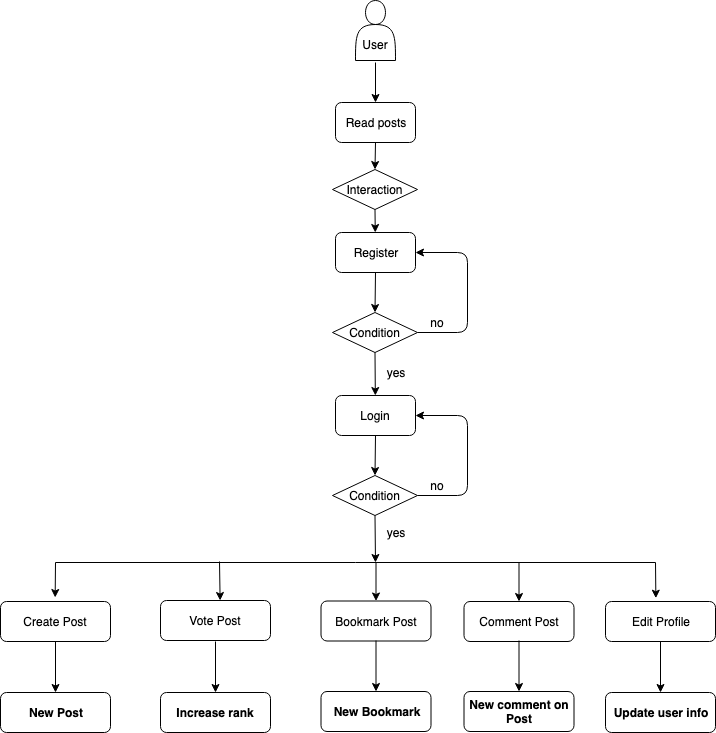 User
Read posts
Interaction
Register
Condition
no
yes
Login
Condition
no
yes
Create Post
Vote Post
Bookmark Post
Comment Post
Edit Profile
New Post
Increase rank
New Bookmark
New comment on
Post
Update user info